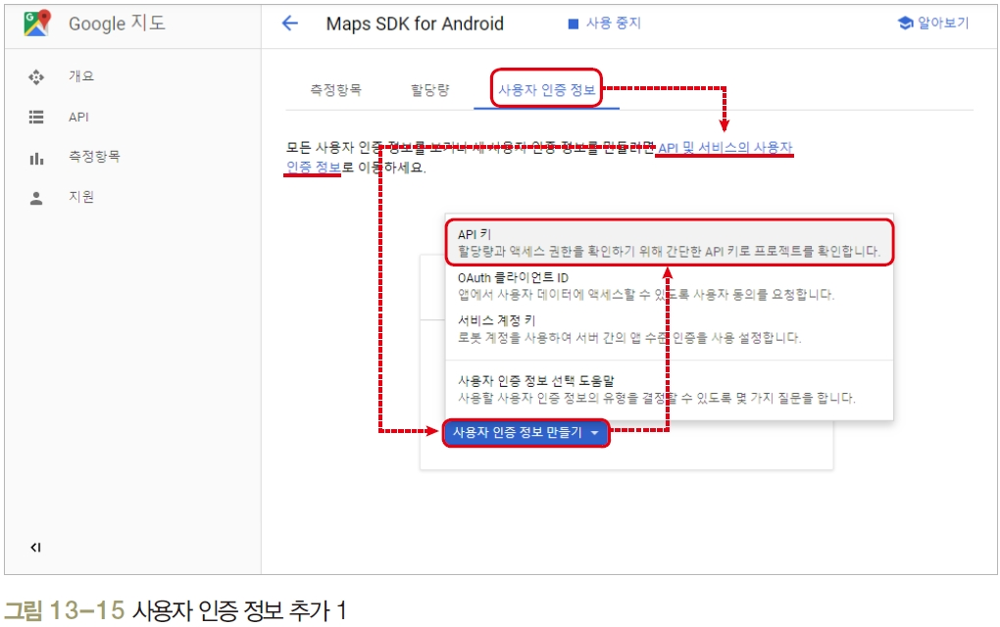 Google 지도
Maps SDK for Android
사용 중지
알아보기
개요
API
측정항목
지원
측정항목
할당량
사용자 인증 정보
모든 사용자 인증 정보를 보거나 새 사용자 인증 정보를 만들려면 API 및 서비스의 사용자
인증 정보로 이동하세요.
API 키
할당량과 액세스 권한을 확인하기 위해 간단한 API 키로 프로젝트를 확인합니다.
OAuth 클라이언트 ID
앱에서 사용자 데이터에 액세스할 수 있도록 사용자 동의를 요청합니다.
서비스 계정 키
로봇 계정을 사용하여 서버 간의 앱 수준 인증을 사용 설정합니다.
사용자 인증 정보 선택 도움말
사용할 사용자 인증 정보의 유형을 결정할 수 있도록 몇 가지 질문을 합니다.
사용자 인증 정보 만들기
그림 13-15 사용자 인증 정보 추가 1